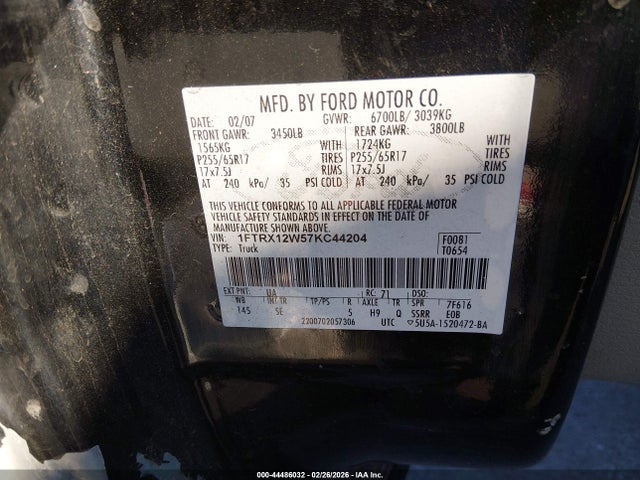 MFD. BY FORD MOTOR CO.
DATE: 02/07 GVWR: 6700LB/ 3039KG
FRONT GAWR: 3450LB REAR GAWR: 3800LB
1565KG WITH 1724KG WITH
P255/65R17 TIRES P255/65R17 TIRES
17x7.5J RIMS 17x7.5J RIMS
AT 240 kPa/ 35 PSI COLD AT 240 kPa/ 35 PSI COLD
THIS VEHICLE CONFORMS TO ALL APPLICABLE FEDERAL MOTOR
VEHICLE SAFETY STANDARDS IN EFFECT ON THE DATE OF
MANUFACTURE SHOWN ABOVE.
VIN: 1FTRX12W57KC44204 F0081
TYPE: Truck T0654
EXT PNT: UA RC: 71 DSO:
WB INT TR TP/PS R AXLE TR SPR 7F616
145 SE 5 H9 Q SSRR E0B
2200702057306 UTC ▽5U5A-1520472-BA
000-44486032 - 02/26/2026 - IAAI.COM